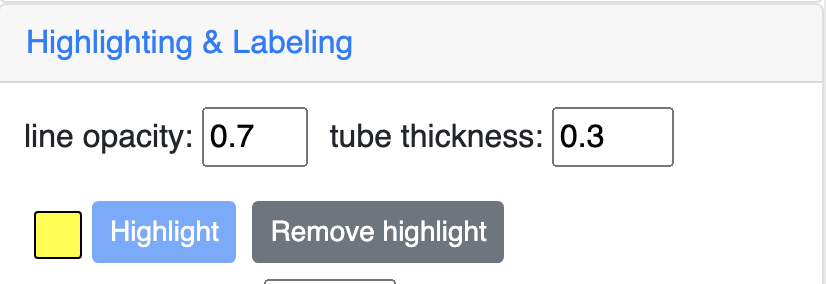 Highlighting & Labeling
line opacity: 0.7 tube thickness: 0.3
Highlight Remove highlight